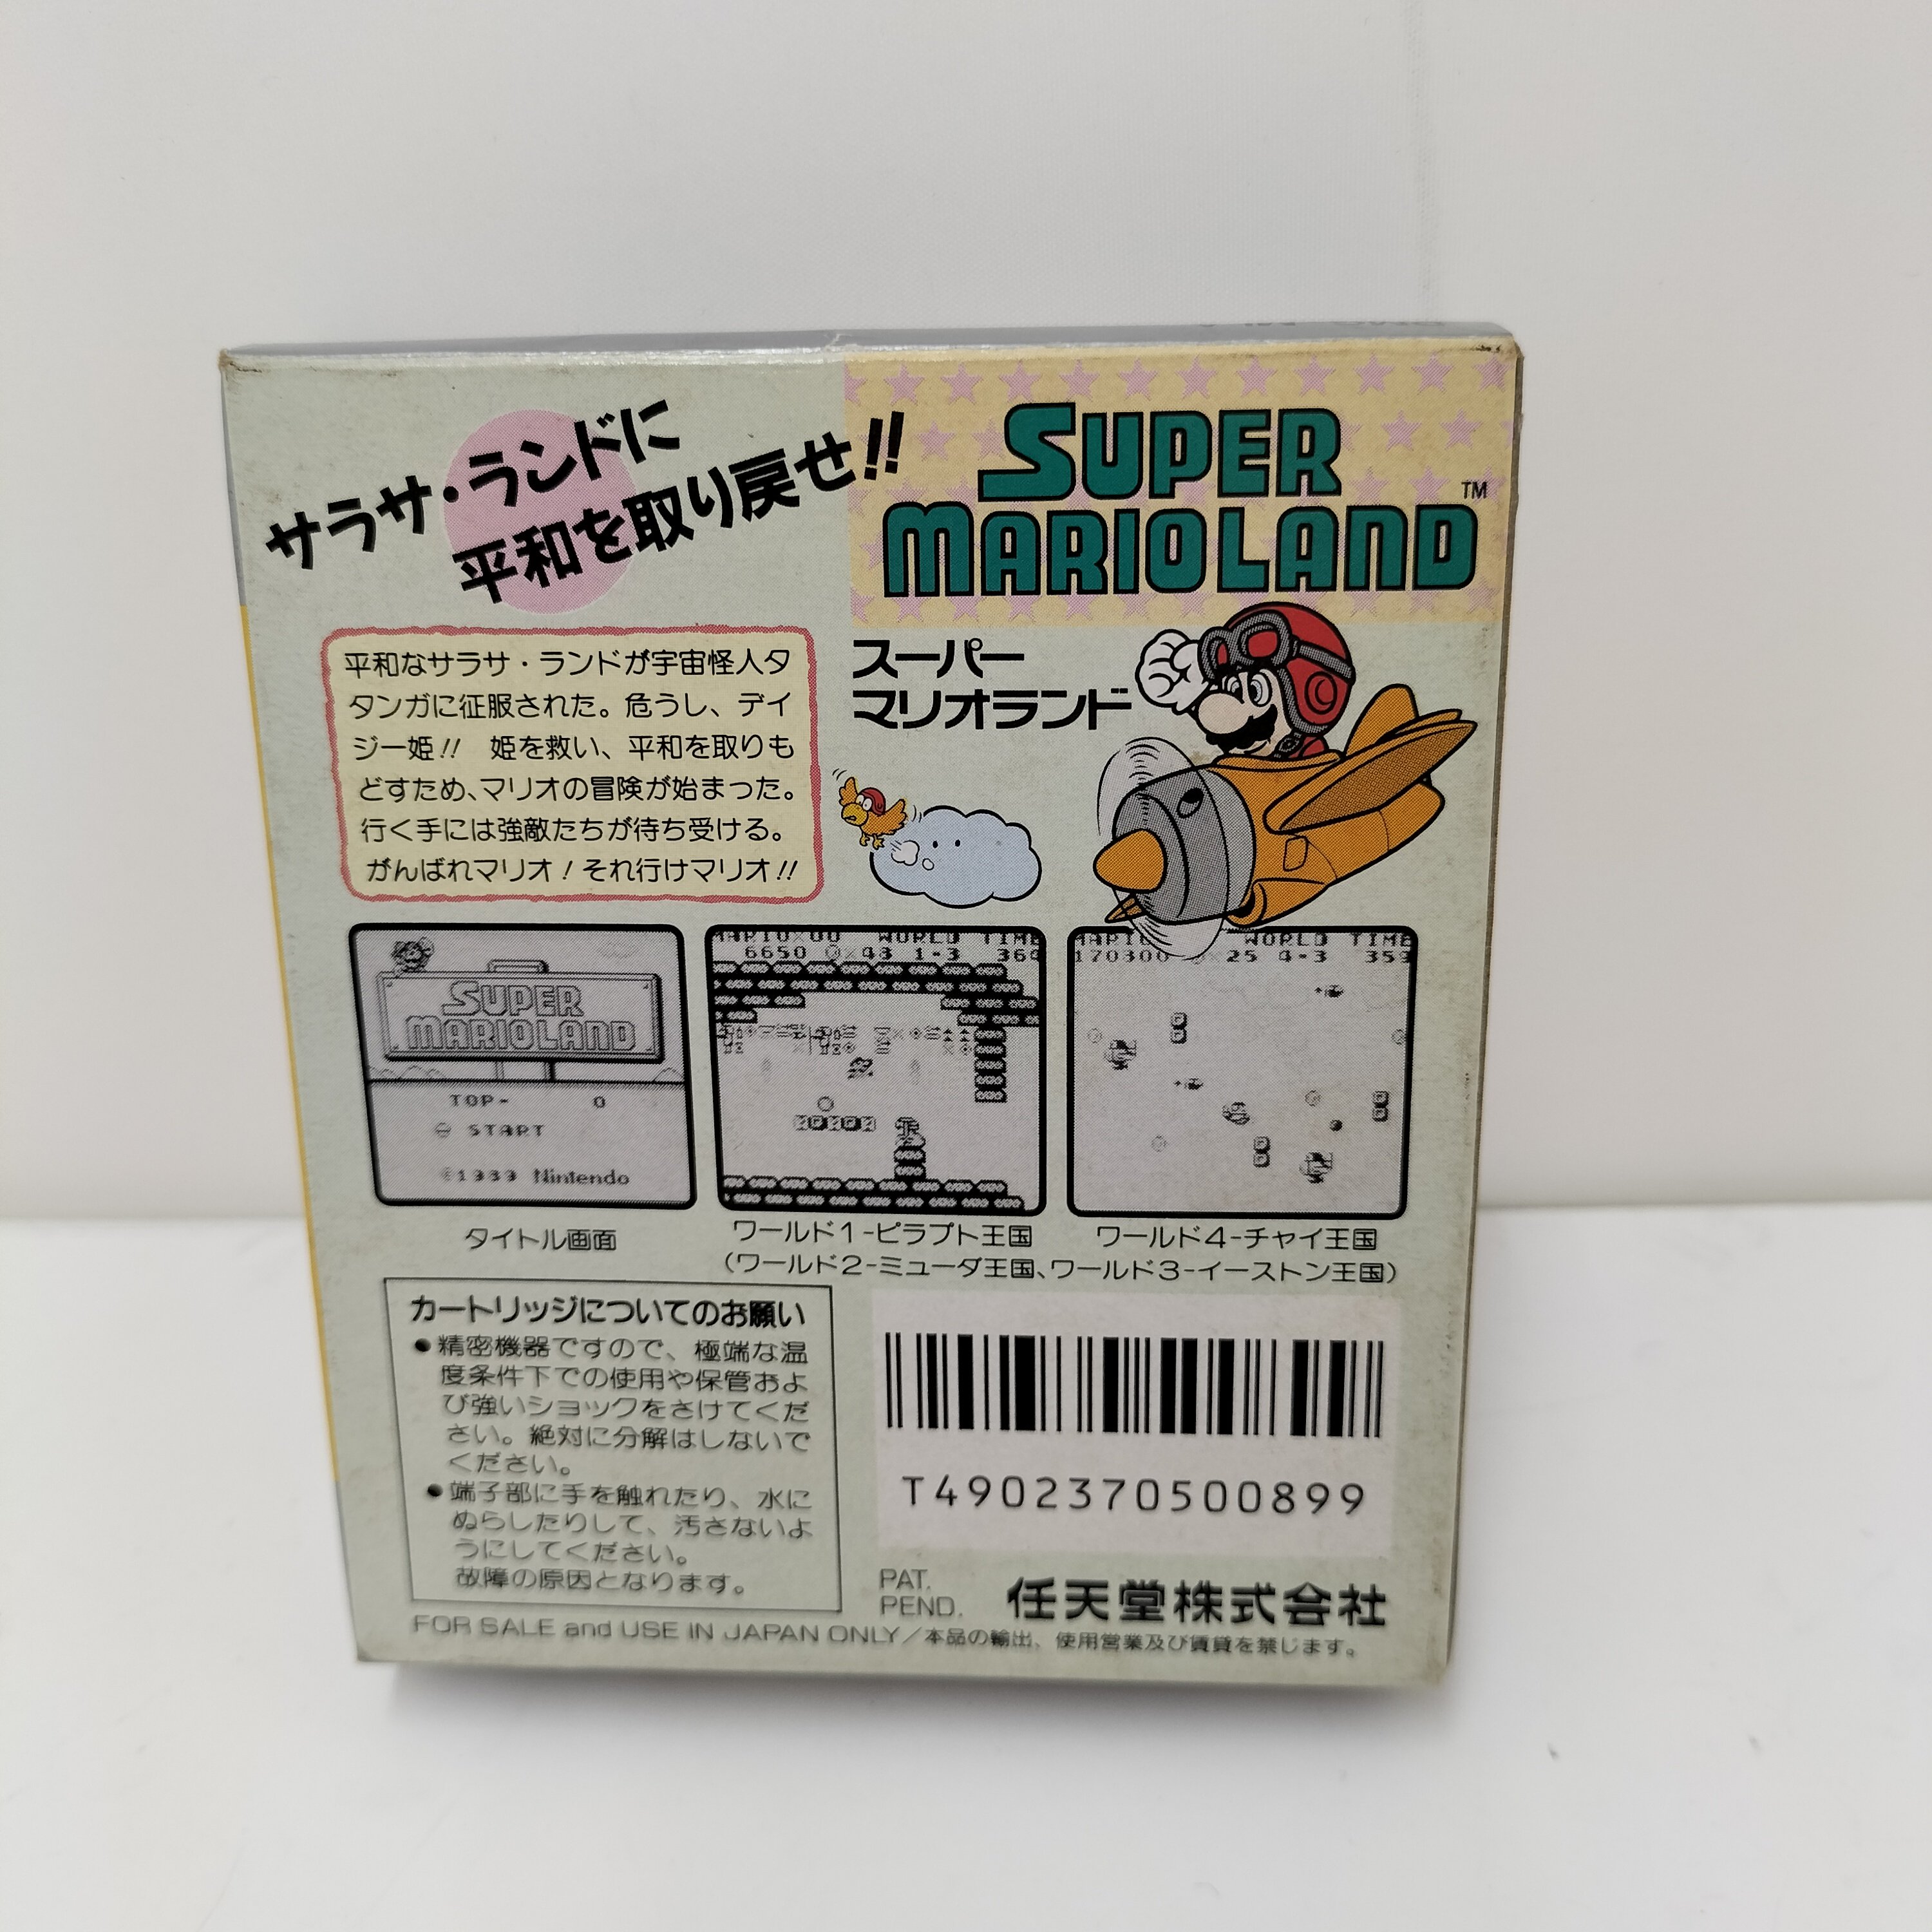 サラサ・ランドに
平和を取り戻せ!!
SUPER
MARIOLAND™
スーパー
マリオランド
平和なサラサ・ランドが宇宙怪人タ
タンガに征服された。危うし、デイ
ジー姫!! 姫を救い、平和を取りも
どすため、マリオの冒険が始まった。
行く手には強敵たちが待ち受ける。
がんばれマリオ!それ行けマリオ!!
SUPER
MARIOLAND
TOP- 0
START
©1989 Nintendo
MARIO×00 WORLD TIME
6650 ×43 1-3 364
MARIO WORLD TIME
170300 ×25 4-3 359
タイトル画面
ワールド1-ピラプト王国
ワールド4-チャイ王国
(ワールド2-ミューダ王国、ワールド3-イーストン王国)
カートリッジについてのお願い
●精密機器ですので、極端な温
度条件下での使用や保管およ
び強いショックをさけてくだ
さい。絶対に分解はしないで
ください。
●端子部に手を触れたり、水に
ぬらしたりして、汚さないよ
うにしてください。
故障の原因となります。
T4902370500899
PAT.
PEND.
任天堂株式会社
FOR SALE and USE IN JAPAN ONLY/本品の輸出、使用営業及び賃貸を禁じます。